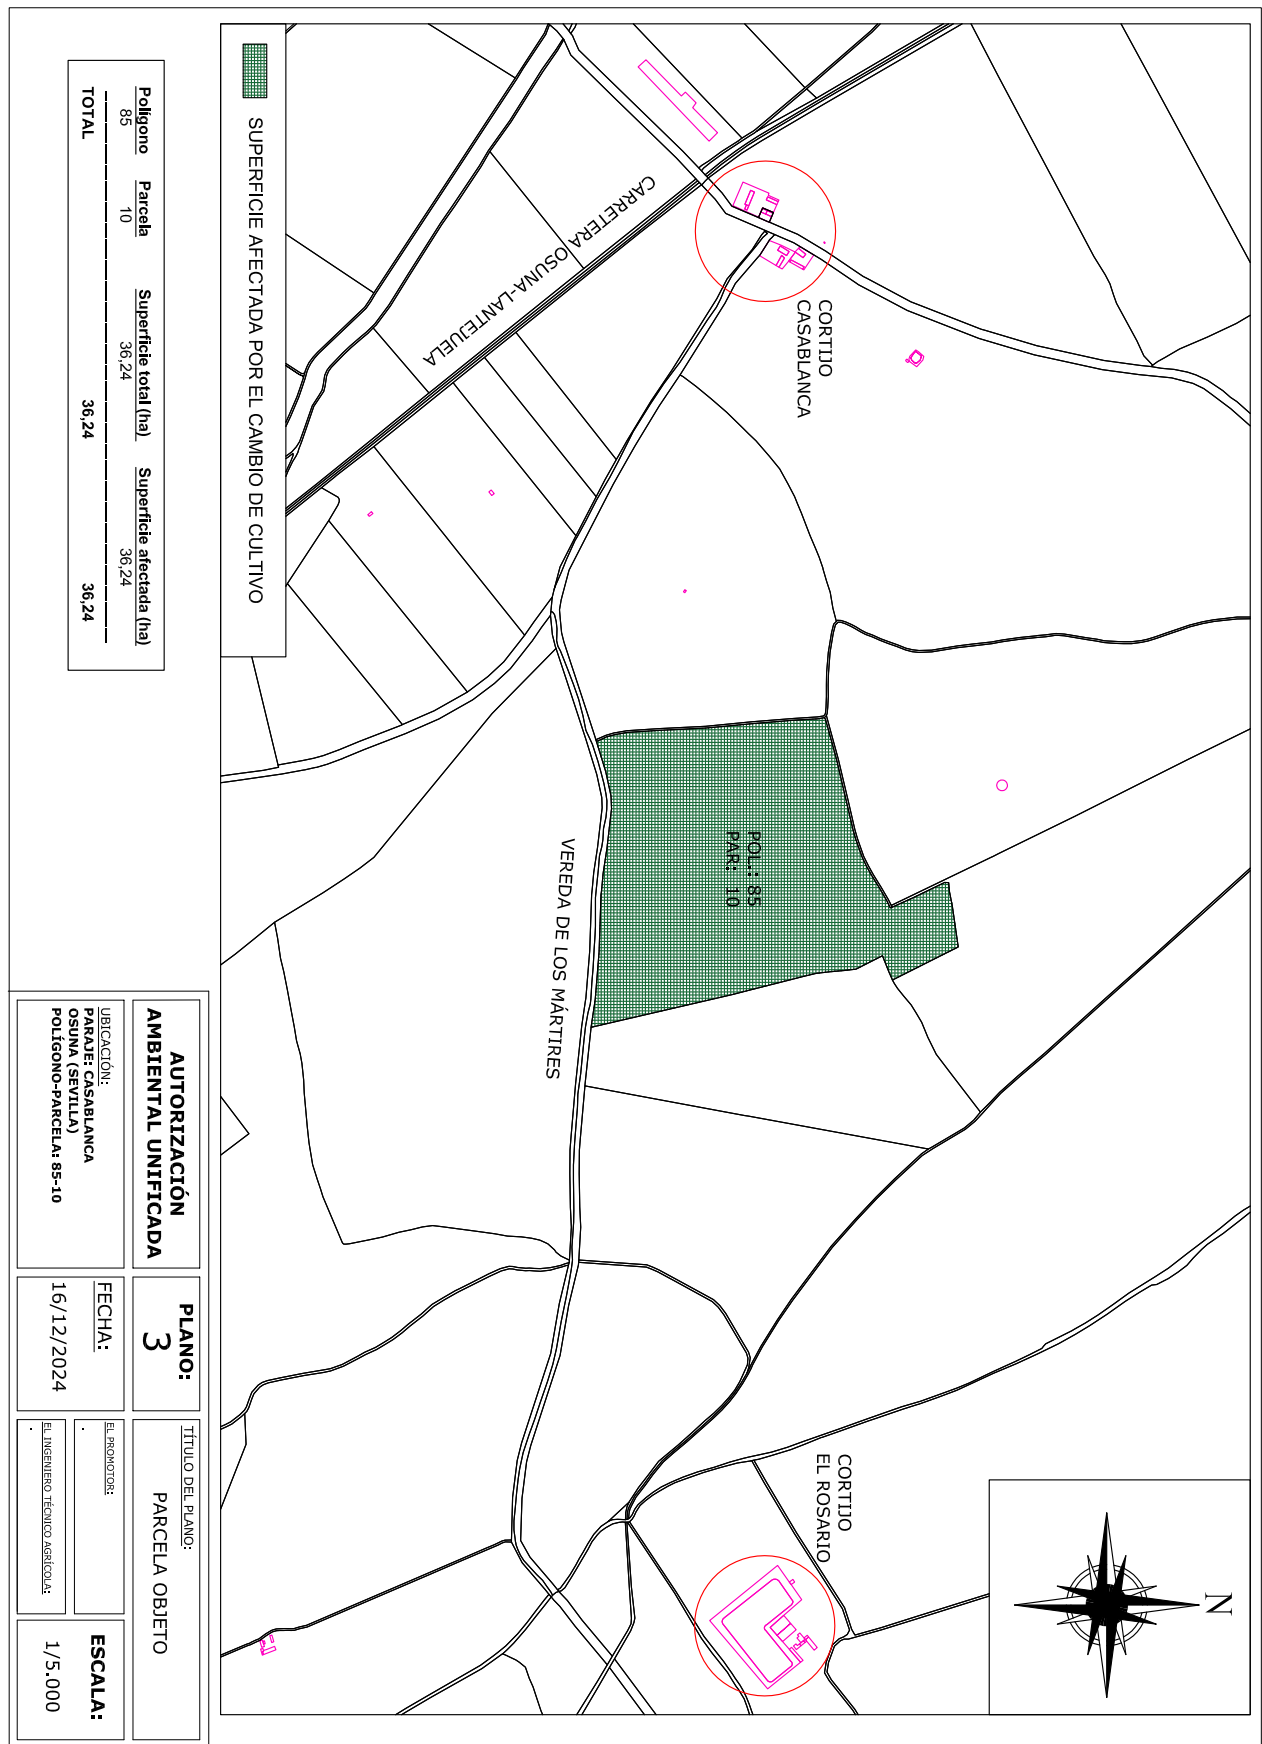 N
CORTIJO
CASABLANCA
CARRETERA OSUNA-LANTEJUELA
POL.: 85
PAR.: 10
VEREDA DE LOS MÁRTIRES
CORTIJO
EL ROSARIO
SUPERFICIE AFECTADA POR EL CAMBIO DE CULTIVO
Polígono Parcela Superficie total (ha) Superficie afectada (ha)
85 10 36,24 36,24
TOTAL 36,24 36,24
AUTORIZACIÓN
AMBIENTAL UNIFICADA
UBICACIÓN:
PARAJE: CASABLANCA
OSUNA (SEVILLA)
POLÍGONO-PARCELA: 85-10
PLANO:
3
FECHA:
16/12/2024
TÍTULO DEL PLANO:
PARCELA OBJETO
EL PROMOTOR:
.
EL INGENIERO TÉCNICO AGRÍCOLA:
.
ESCALA:
1/5.000